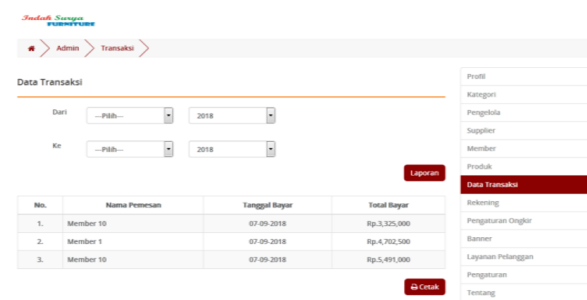 Indah Surya
FURNITURE
Admin
Transaksi
Data Transaksi
Dari
---Pilih---
2018
Ke
---Pilih---
2018
Laporan
No. Nama Pemesan Tanggal Bayar Total Bayar
1. Member 10 07-09-2018 Rp.3,325,000
2. Member 1 07-09-2018 Rp.4,702,500
3. Member 10 07-09-2018 Rp.5,491,000
Cetak
Profil
Kategori
Pengelola
Supplier
Member
Produk
Data Transaksi
Rekening
Pengaturan Ongkir
Banner
Layanan Pelanggan
Pengaturan
Tentang